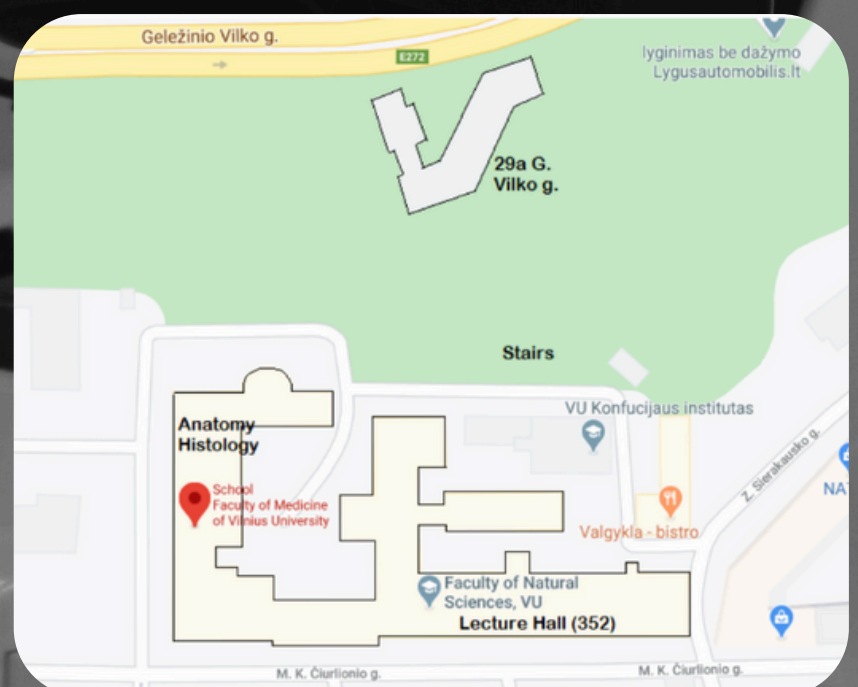 Geležinio Vilko g.
E272
lyginimas be dažymo
Lygusautomobilis.lt
29a G.
Vilko g.
Stairs
VU Konfucijaus institutas
Anatomy
Histology
School
Faculty of Medicine
of Vilnius University
Z. Sierakausko g.
NA
Valgykla - bistro
Faculty of Natural
Sciences, VU
Lecture Hall (352)
M. K. Čiurlionio g.
M. K. Čiurlionio g.